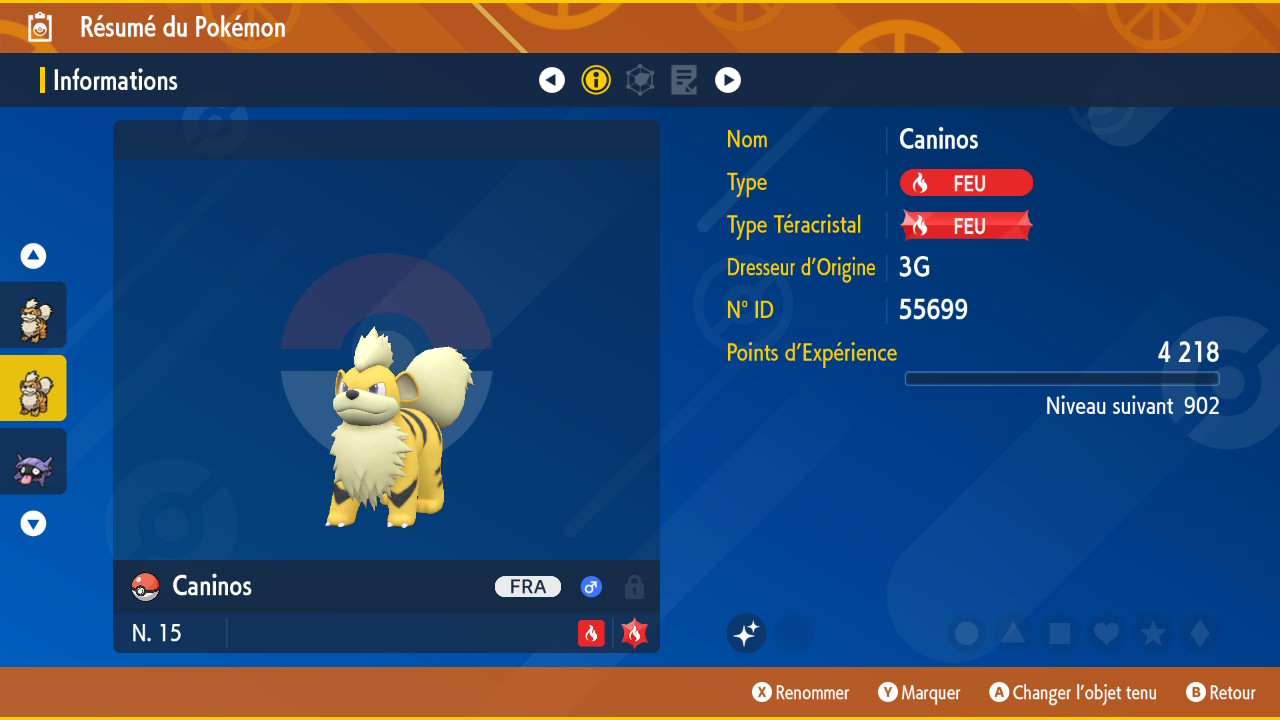 Résumé du Pokémon
Informations
Nom Caninos
Type FEU
Type Téracristal FEU
Dresseur d'Origine 3G
N° ID 55699
Points d'Expérience 4 218
Niveau suivant 902
Caninos FRA
N. 15
X Renommer Y Marquer A Changer l'objet tenu B Retour